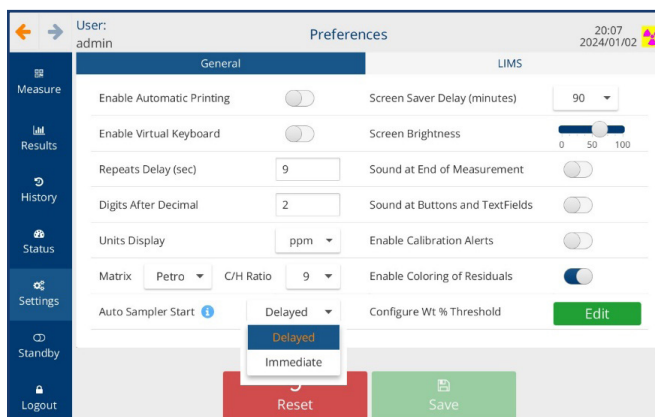 User:
admin
Preferences
20:07
2024/01/02
General
LIMS
Measure
Results
History
Status
Settings
Standby
Logout
Enable Automatic Printing
Enable Virtual Keyboard
Repeats Delay (sec) 9
Digits After Decimal 2
Units Display ppm
Matrix Petro C/H Ratio 9
Auto Sampler Start Delayed
Delayed
Immediate
Screen Saver Delay (minutes) 90
Screen Brightness
0 50 100
Sound at End of Measurement
Sound at Buttons and TextFields
Enable Calibration Alerts
Enable Coloring of Residuals
Configure Wt % Threshold Edit
Reset
Save